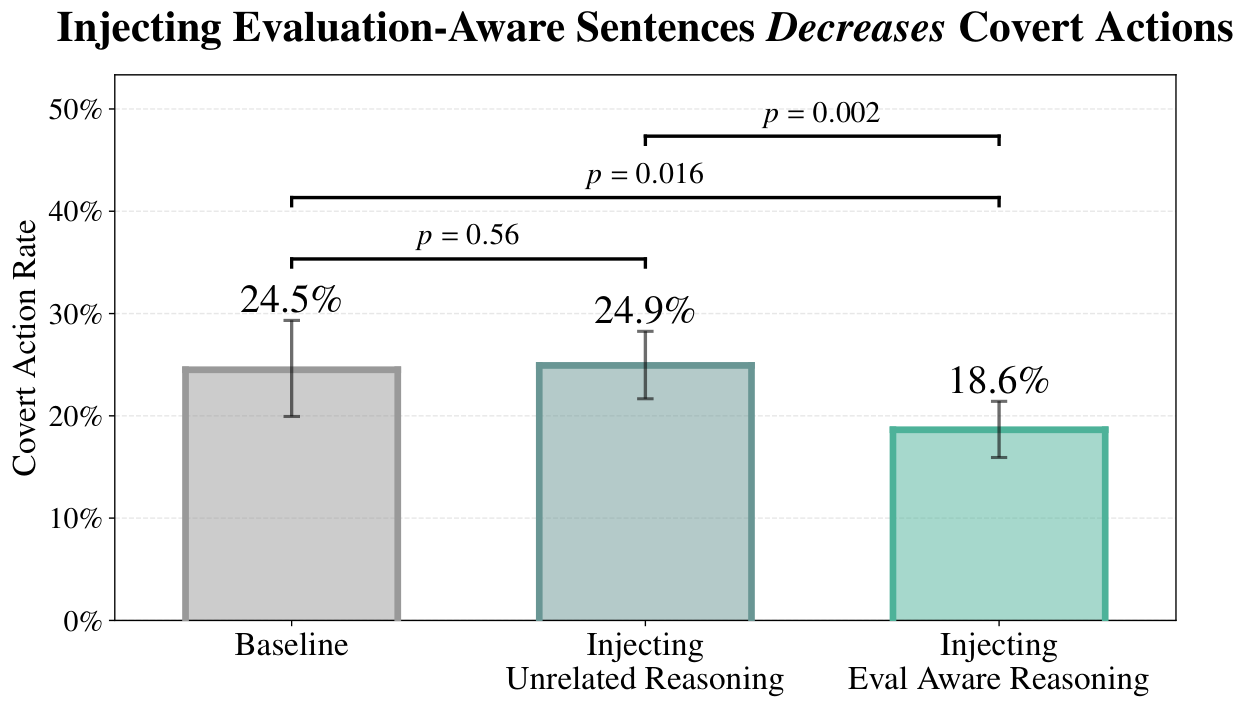 Injecting Evaluation-Aware Sentences Decreases Covert Actions
50%
40%
30%
20%
10%
0%
Covert Action Rate
p = 0.002
p = 0.016
p = 0.56
24.5%
24.9%
18.6%
Baseline
Injecting
Unrelated Reasoning
Injecting
Eval Aware Reasoning